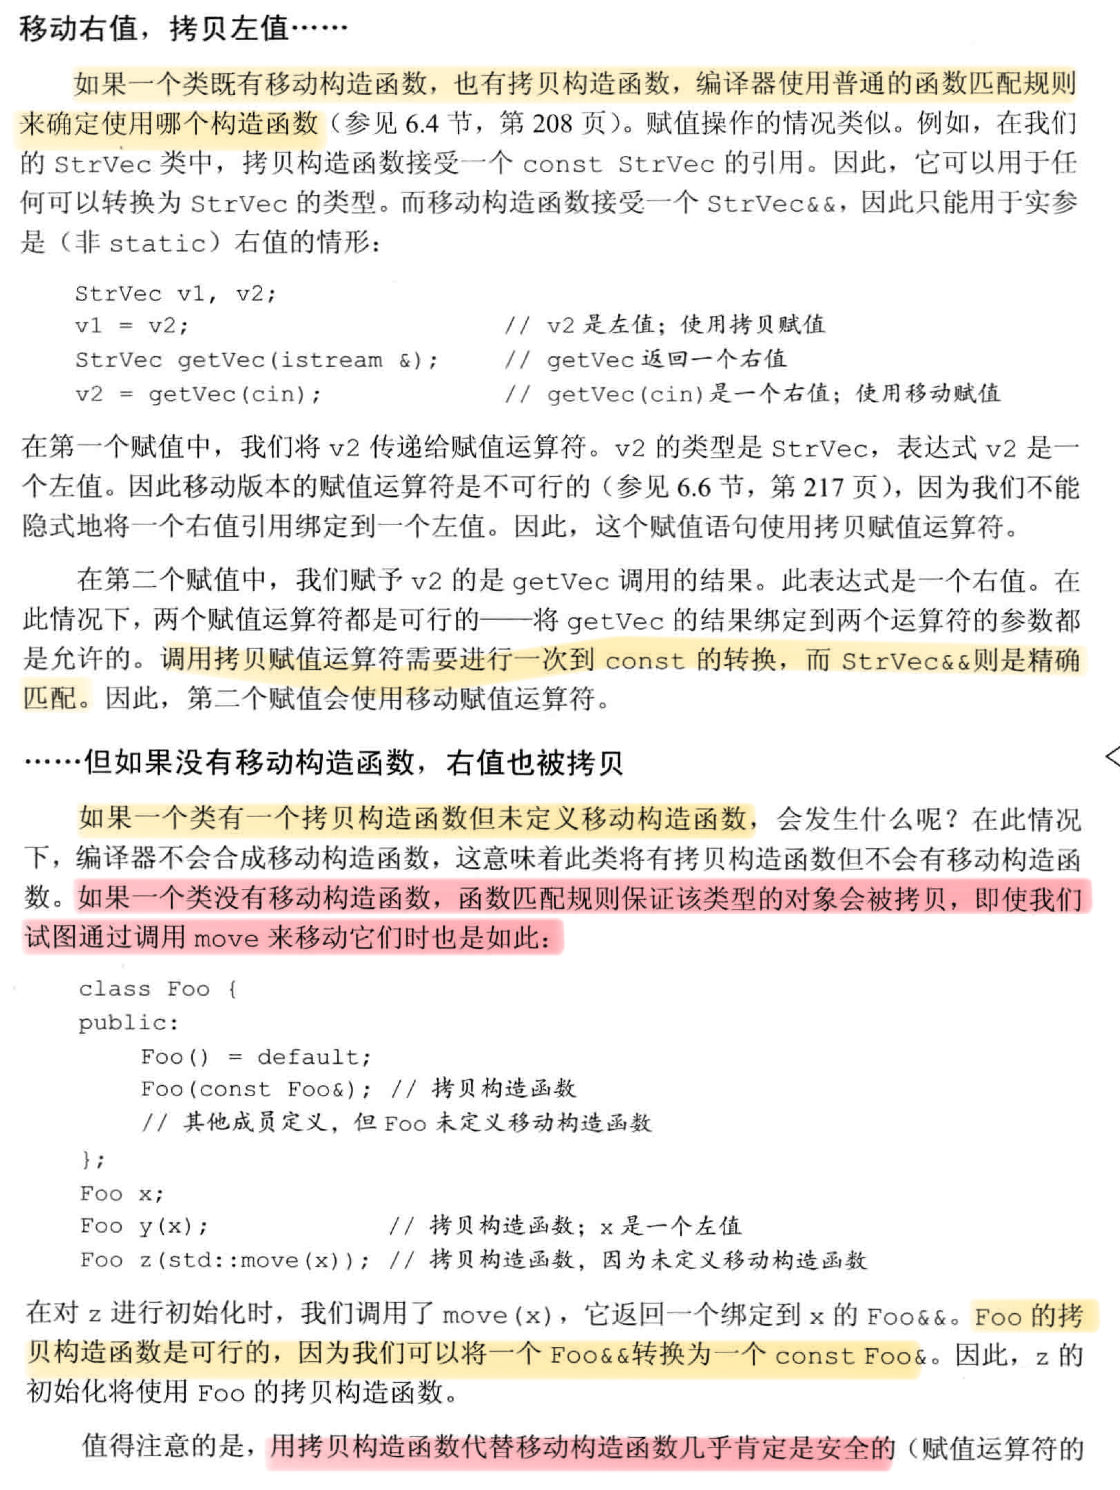 移动右值，拷贝左值……
如果一个类既有移动构造函数，也有拷贝构造函数，编译器使用普通的函数匹配规则
来确定使用哪个构造函数（参见 6.4 节，第 208 页）。赋值操作的情况类似。例如，在我们
的 StrVec 类中，拷贝构造函数接受一个 const StrVec 的引用。因此，它可以用于任
何可以转换为 StrVec 的类型。而移动构造函数接受一个 StrVec&&，因此只能用于实参
是（非 static）右值的情形：
StrVec v1, v2;
v1 = v2; // v2 是左值；使用拷贝赋值
StrVec getVec(istream &); // getVec 返回一个右值
v2 = getVec(cin); // getVec(cin)是一个右值；使用移动赋值
在第一个赋值中，我们将 v2 传递给赋值运算符。v2 的类型是 StrVec，表达式 v2 是一
个左值。因此移动版本的赋值运算符是不可行的（参见 6.6 节，第 217 页），因为我们不能
隐式地将一个右值引用绑定到一个左值。因此，这个赋值语句使用拷贝赋值运算符。
在第二个赋值中，我们赋予 v2 的是 getVec 调用的结果。此表达式是一个右值。在
此情况下，两个赋值运算符都是可行的——将 getVec 的结果绑定到两个运算符的参数都
是允许的。调用拷贝赋值运算符需要进行一次到 const 的转换，而 StrVec&&则是精确
匹配。因此，第二个赋值会使用移动赋值运算符。
……但如果没有移动构造函数，右值也被拷贝
如果一个类有一个拷贝构造函数但未定义移动构造函数，会发生什么呢？在此情况
下，编译器不会合成移动构造函数，这意味着此类将有拷贝构造函数但不会有移动构造函
数。如果一个类没有移动构造函数，函数匹配规则保证该类型的对象会被拷贝，即使我们
试图通过调用 move 来移动它们时也是如此：
class Foo {
public:
Foo() = default;
Foo(const Foo&); // 拷贝构造函数
// 其他成员定义，但 Foo 未定义移动构造函数
};
Foo x;
Foo y(x); // 拷贝构造函数；x 是一个左值
Foo z(std::move(x)); // 拷贝构造函数，因为未定义移动构造函数
在对 z 进行初始化时，我们调用了 move(x)，它返回一个绑定到 x 的 Foo&&。Foo 的拷
贝构造函数是可行的，因为我们可以将一个 Foo&&转换为一个 const Foo&。因此，z 的
初始化将使用 Foo 的拷贝构造函数。
值得注意的是，用拷贝构造函数代替移动构造函数几乎肯定是安全的（赋值运算符的